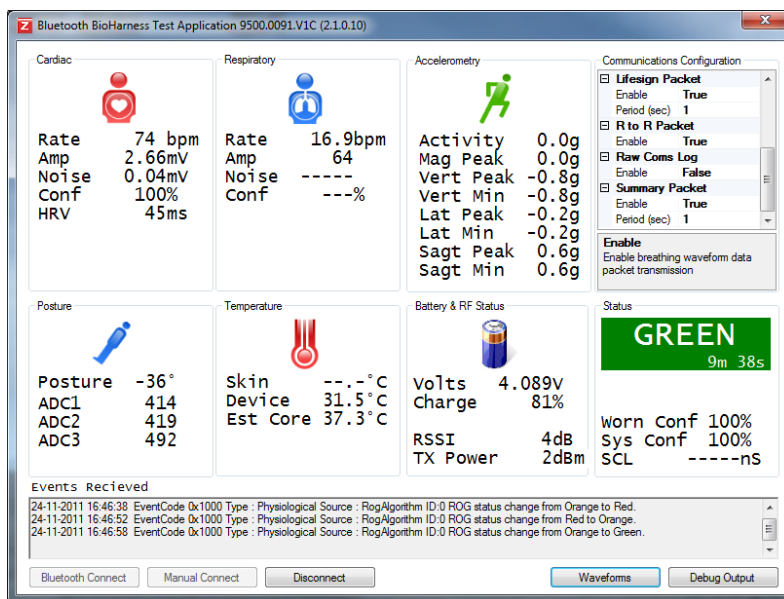 Z Bluetooth BioHarness Test Application 9500.0091.V1C (2.1.0.10)
Cardiac
Rate 74 bpm
Amp 2.66mV
Noise 0.04mV
Conf 100%
HRV 45ms
Respiratory
Rate 16.9bpm
Amp 64
Noise -----
Conf ---%
Accelerometry
Activity 0.0g
Mag Peak 0.0g
Vert Peak -0.8g
Vert Min -0.8g
Lat Peak -0.2g
Lat Min -0.2g
Sagt Peak 0.6g
Sagt Min 0.6g
Communications Configuration
Lifesign Packet
Enable True
Period (sec) 1
R to R Packet
Enable True
Raw Coms Log
Enable False
Summary Packet
Enable True
Period (sec) 1
Enable
Enable breathing waveform data
packet transmission
Posture
Posture -36°
ADC1 414
ADC2 419
ADC3 492
Temperature
Skin --.-°C
Device 31.5°C
Est Core 37.3°C
Battery & RF Status
Volts 4.089V
Charge 81%
RSSI 4dB
TX Power 2dBm
Status
GREEN
9m 38s
Worn Conf 100%
Sys Conf 100%
SCL -----nS
Events Recieved
24-11-2011 16:46:38 EventCode 0x1000 Type : Physiological Source : RogAlgorithm ID:0 ROG status change from Orange to Red.
24-11-2011 16:46:52 EventCode 0x1000 Type : Physiological Source : RogAlgorithm ID:0 ROG status change from Red to Orange.
24-11-2011 16:46:58 EventCode 0x1000 Type : Physiological Source : RogAlgorithm ID:0 ROG status change from Orange to Green.
Bluetooth Connect Manual Connect Disconnect Waveforms Debug Output